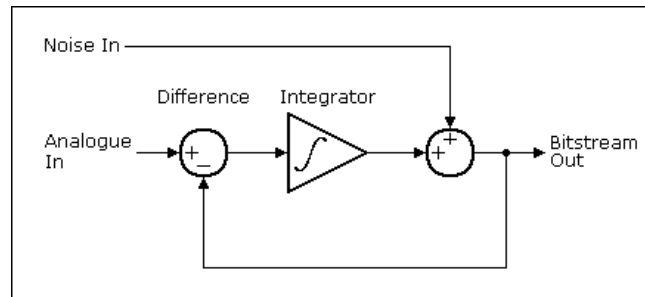 Noise In
Difference
Integrator
Analogue
In
+
−
∫
+
+
Bitstream
Out